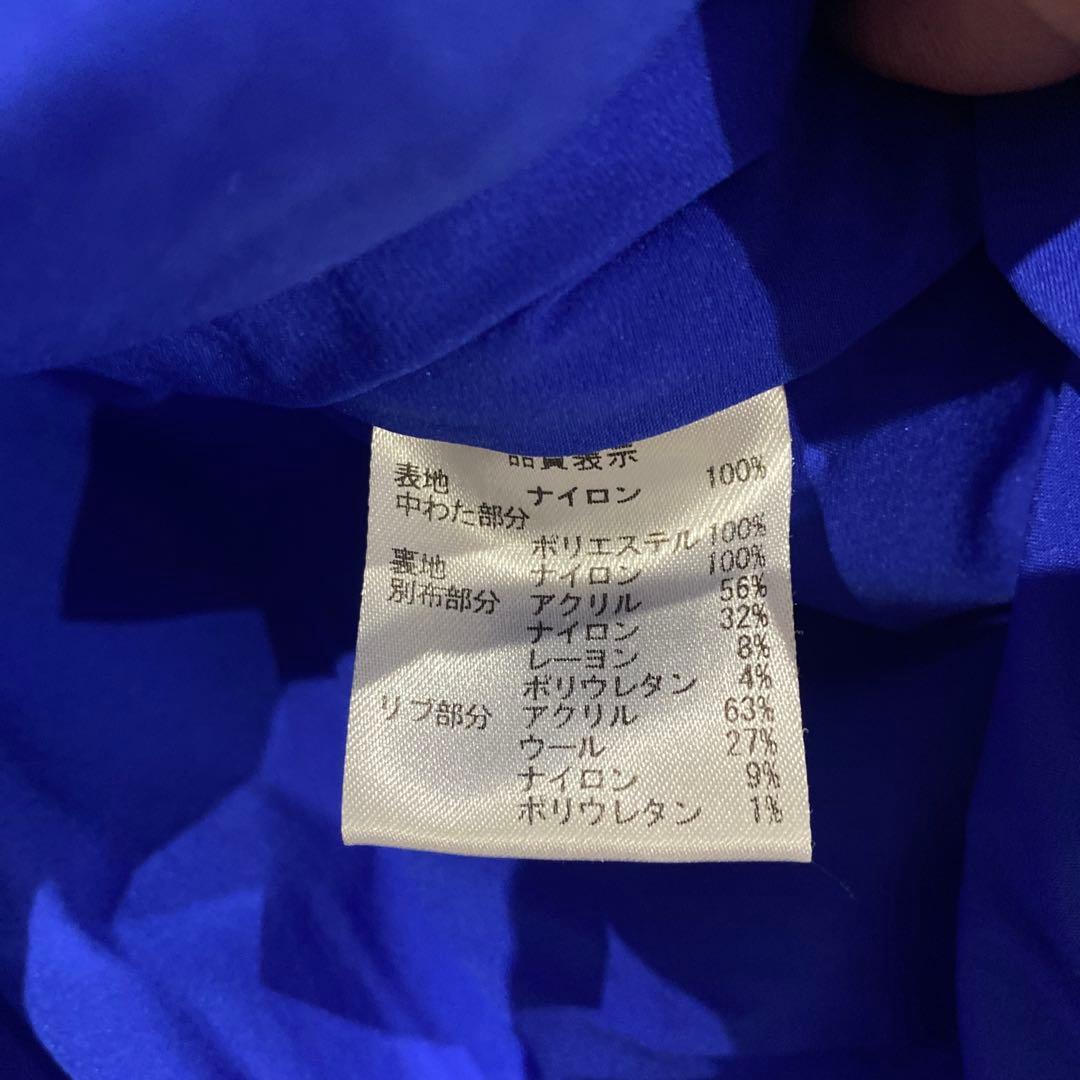 品質表示
表地 ナイロン 100%
中わた部分
ポリエステル 100%
裏地 ナイロン 100%
別布部分 アクリル 56%
ナイロン 32%
レーヨン 8%
ポリウレタン 4%
リブ部分 アクリル 63%
ウール 27%
ナイロン 9%
ポリウレタン 1%